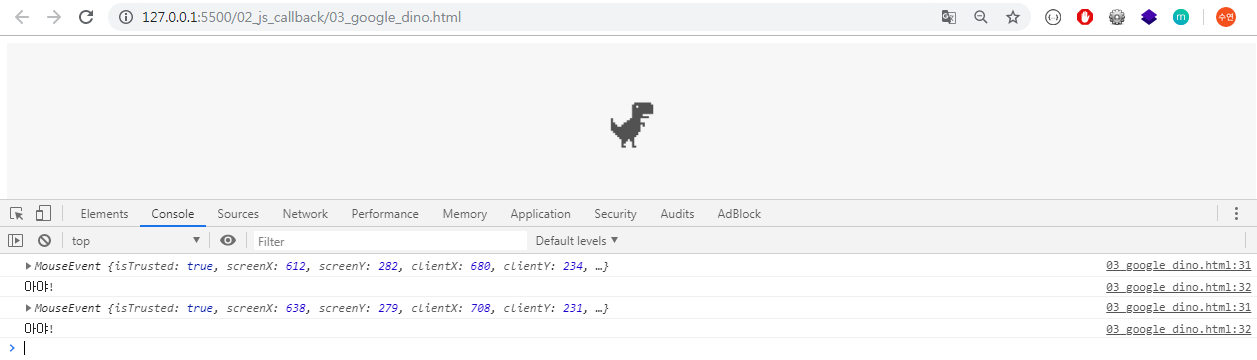 127.0.0.1:5500/02_js_callback/03_google_dino.html
m
수연
Elements Console Sources Network Performance Memory Application Security Audits AdBlock
top Filter Default levels
MouseEvent {isTrusted: true, screenX: 612, screenY: 282, clientX: 680, clientY: 234, …} 03_google_dino.html:31
아야! 03_google_dino.html:32
MouseEvent {isTrusted: true, screenX: 638, screenY: 279, clientX: 708, clientY: 231, …} 03_google_dino.html:31
아야! 03_google_dino.html:32